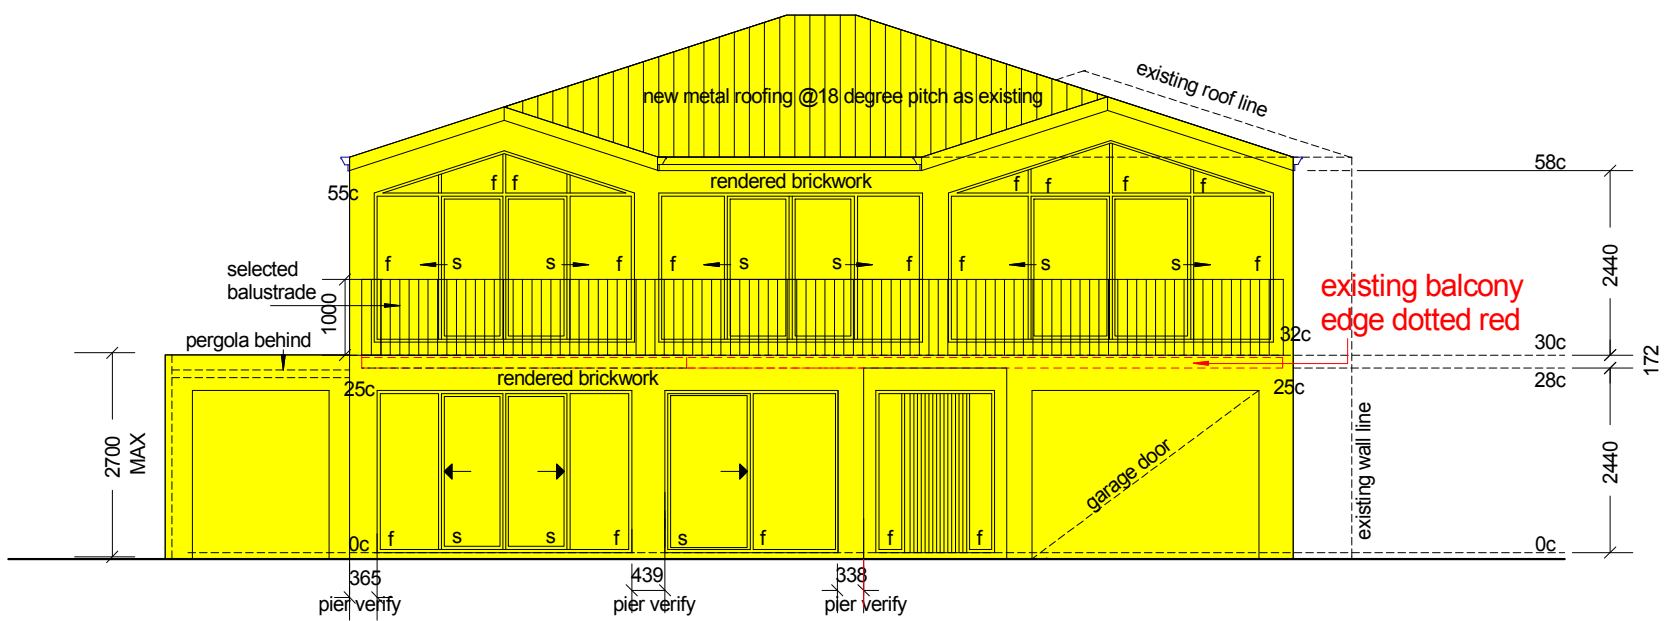 existing roof line
new metal roofing @18 degree pitch as existing
58c
f f
f f f f
rendered brickwork
55c
2440
selected
balustrade
f s s f
f s s f
f s s f
existing balcony
edge dotted red
1000
pergola behind
32c
30c
172
rendered brickwork
25c
25c
28c
2700
MAX
garage door
existing wall line
2440
f s s f
s f
f f
0c
0c
365
439
338
pier verify
pier verify
pier verify